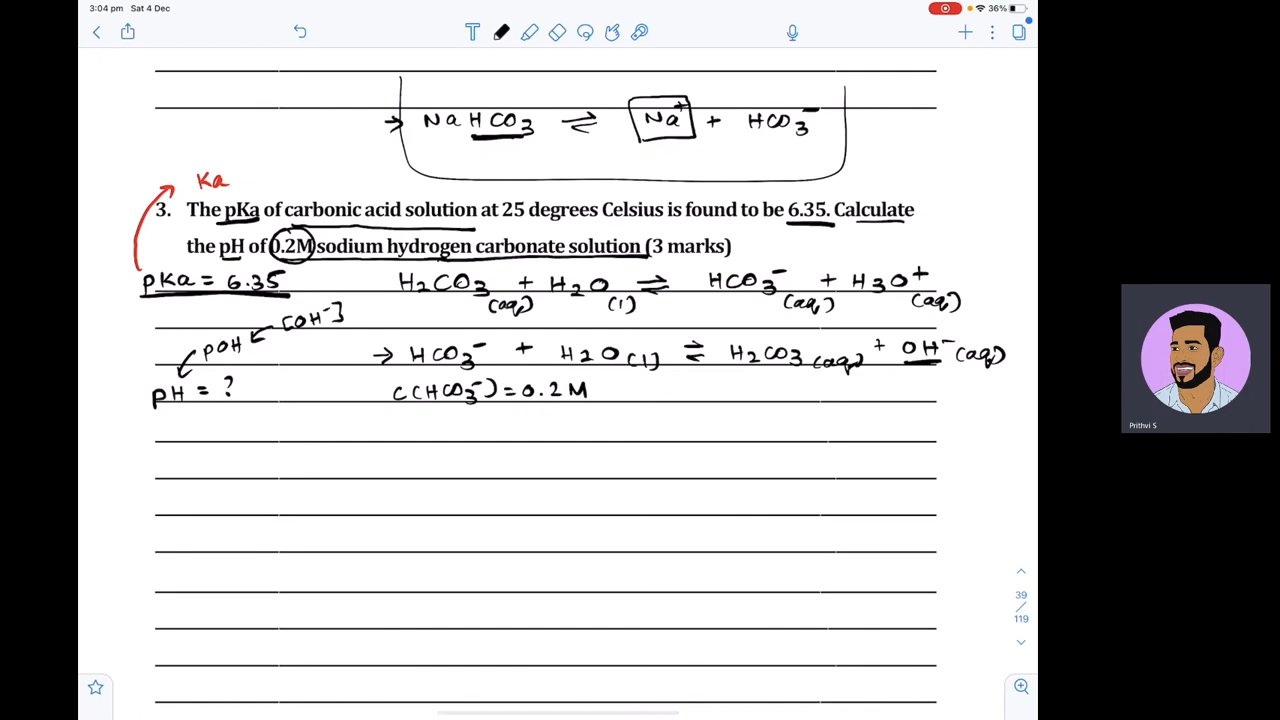 3:04 pm Sat 4 Dec
36%
→ NaHCO3 ⇌ Na+ + HCO3−
Ka
3. The pKa of carbonic acid solution at 25 degrees Celsius is found to be 6.35. Calculate
the pH of 0.2M sodium hydrogen carbonate solution (3 marks)
pKa = 6.35 H2CO3 (aq) + H2O (l) ⇌ HCO3− (aq) + H3O+ (aq)
pOH ← [OH−]
→ HCO3− + H2O (l) ⇌ H2CO3 (aq) + OH− (aq)
pH = ? C(HCO3−) = 0.2 M
Prithvi S
39
/
119